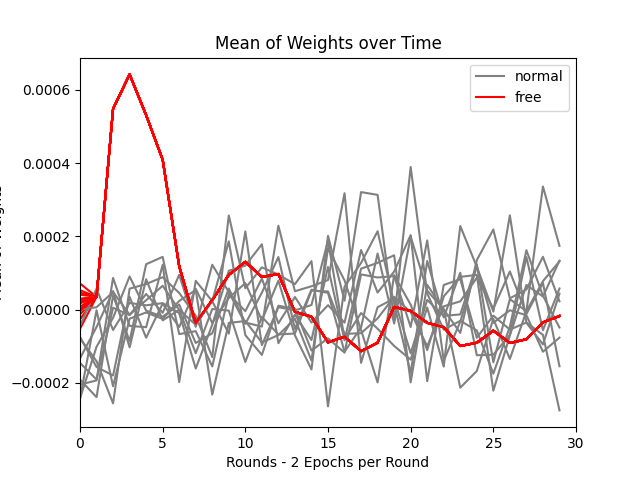 Mean of Weights over Time
normal
free
0.0006
0.0004
0.0002
0.0000
−0.0002
0 5 10 15 20 25 30
Rounds - 2 Epochs per Round